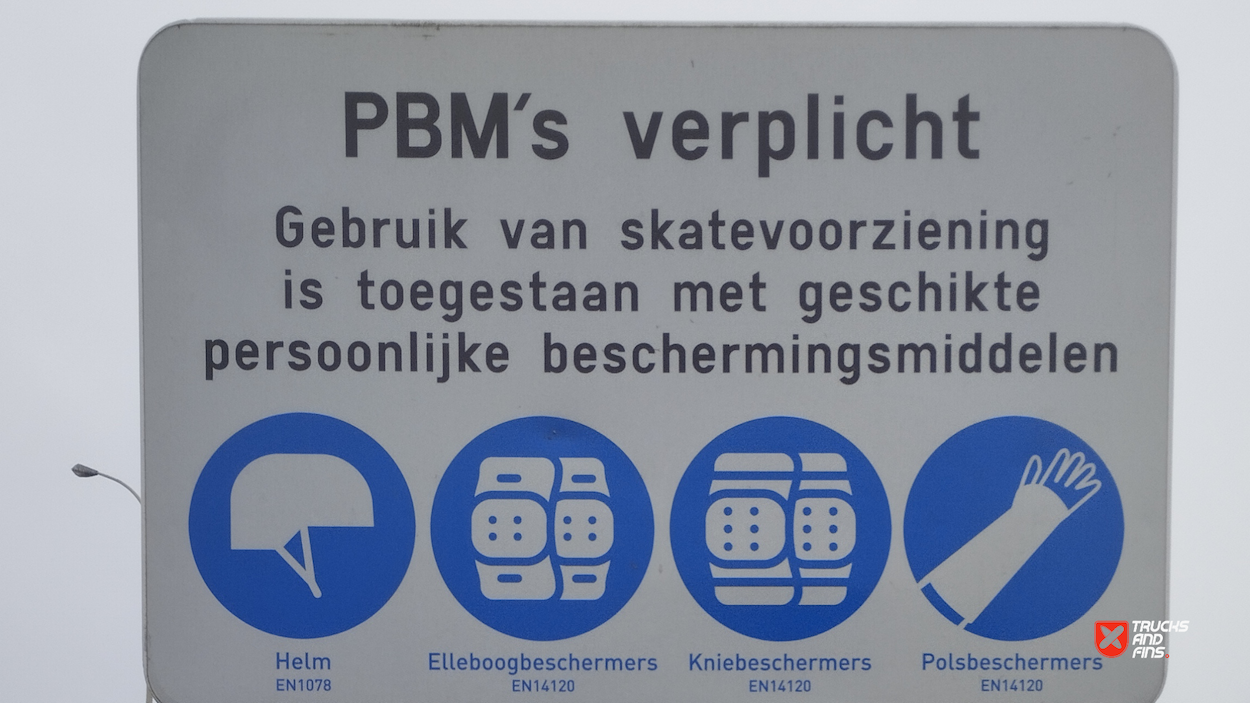 PBM's verplicht
Gebruik van skatevoorziening
is toegestaan met geschikte
persoonlijke beschermingsmiddelen
Helm
EN1078
Elleboogbeschermers
EN14120
Kniebeschermers
EN14120
Polsbeschermers
EN14120
TRUCKS
AND
FINS.